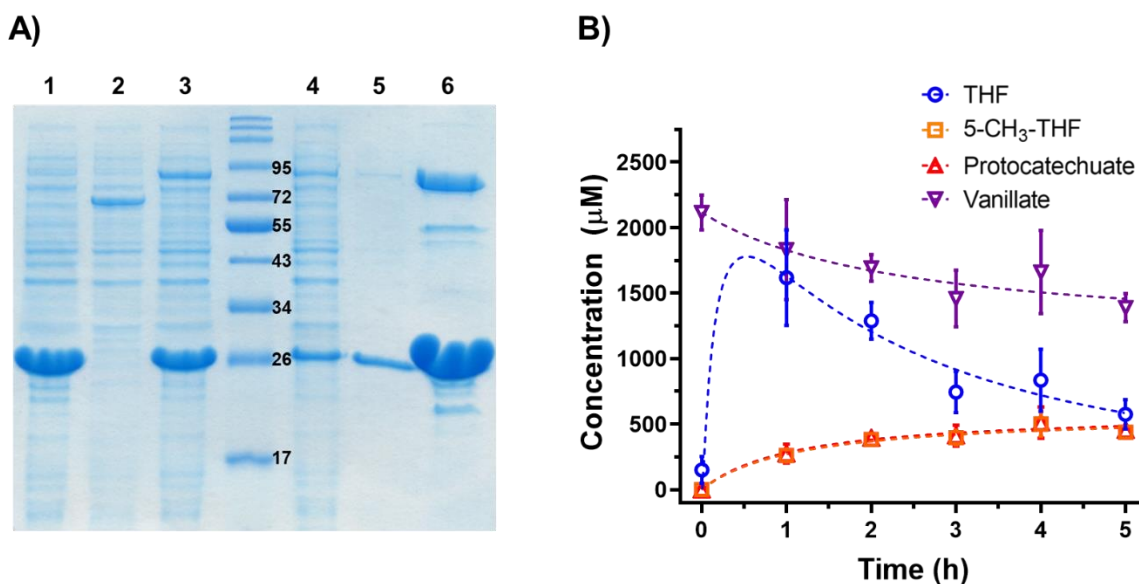 A)
1 2 3 4 5 6
95
72
55
43
34
26
17
B)
THF
5-CH₃-THF
Protocatechuate
Vanillate
Concentration (μM)
2500
2000
1500
1000
500
0
0 1 2 3 4 5
Time (h)